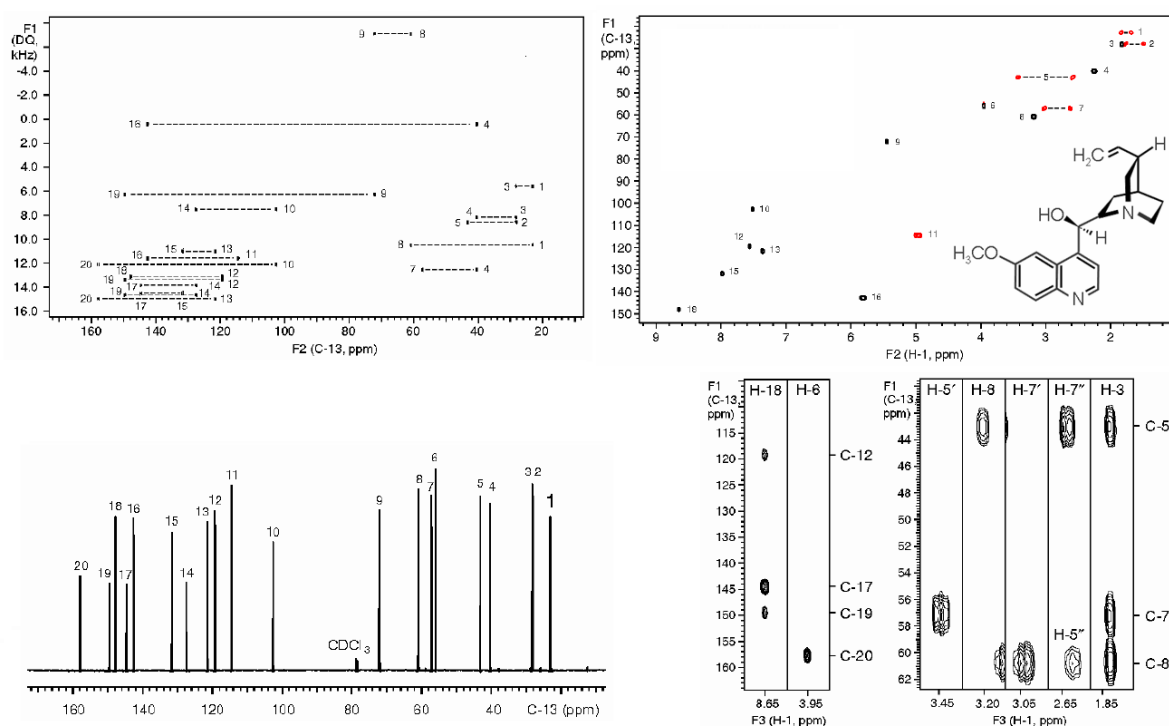 F1
(DQ,
kHz)
9 8
-4.0
0.0 16 4
2.0
4.0
3 1
6.0 19 9
14 10
8.0 4 3
5 2
10.0 8 1
15 13
16 11
12.0 20 10
7 4
18 12
19 12
14.0 17 14
19 14
17 15
20 13
16.0
160 140 120 100 80 60 40 20
F2 (C-13, ppm)
F1
(C-13,
ppm)
1
3 2
40 4
50 5
60 6 7
8
70 9
80
90
100
10
110
11
120 12 13
130 15
140
16
150 18
9 8 7 6 5 4 3 2
F2 (H-1, ppm)
H₂C
H
N
HO
H
O
CH₃
N
20 19 18 17 16 15 14 13 12 11 10 9 8 7 6 5 4 3 2 1
CDCl₃
160 140 120 100 80 60 40 C-13 (ppm)
F1
(C-13,
ppm)
H-18 H-6
115
120 C-12
125
130
135
140
145 C-17
150 C-19
155
C-20
160
8.65 3.95
F3 (H-1, ppm)
F1
(C-13,
ppm)
H-5′ H-8 H-7′ H-7″ H-3
C-5
44
46
48
50
52
55
56
C-7
58
H-5″
60
C-8
62
3.45 3.20 3.05 2.65 1.85
F3 (H-1, ppm)